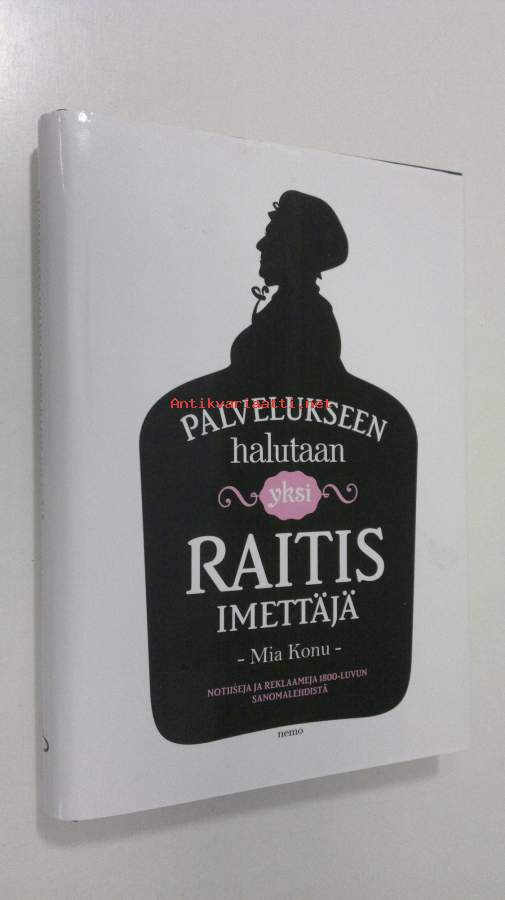 Antikvariaatti.net
PALVELUKSEEN
halutaan
yksi
RAITIS
IMETTÄJÄ
- Mia Konu -
NOTIISEJA JA REKLAAMEJA 1800-LUVUN
SANOMALEHDISTÄ
nemo